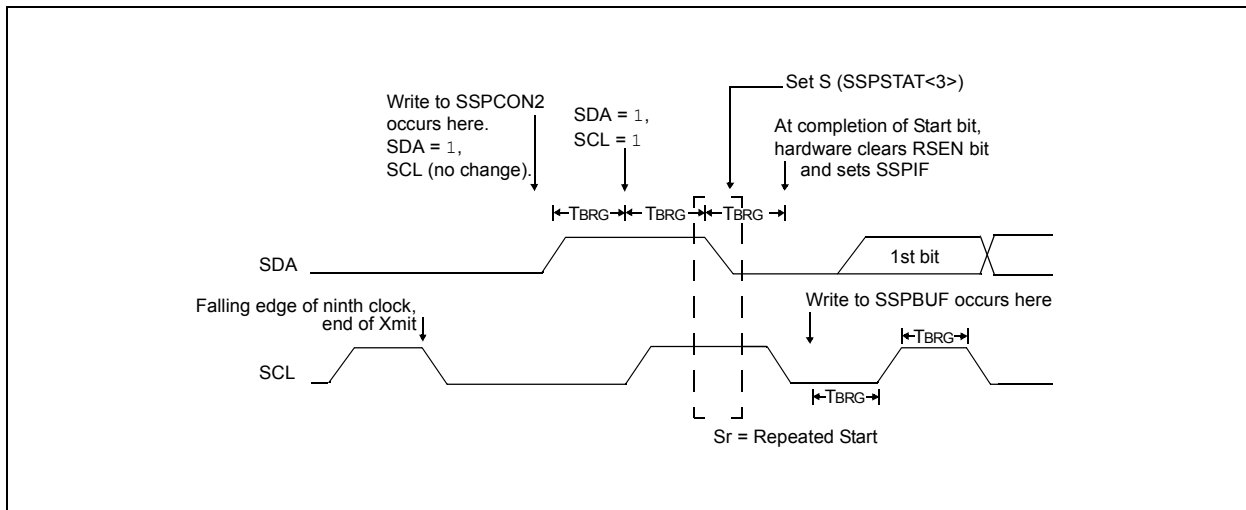 Set S (SSPSTAT<3>)
Write to SSPCON2
occurs here.
SDA = 1,
SCL (no change).
SDA = 1,
SCL = 1
At completion of Start bit,
hardware clears RSEN bit
and sets SSPIF
TBRG
TBRG
TBRG
SDA
1st bit
Falling edge of ninth clock,
end of Xmit
Write to SSPBUF occurs here
TBRG
SCL
TBRG
Sr = Repeated Start